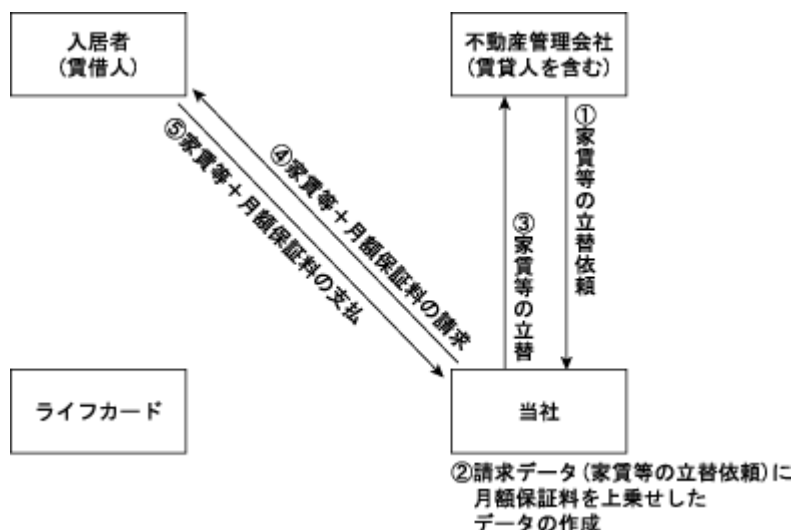 入居者
(賃借人)
不動産管理会社
(賃貸人を含む)
①家賃等の立替依頼
③家賃等の立替
④家賃等＋月額保証料の請求
⑤家賃等＋月額保証料の支払
ライフカード
当社
②請求データ(家賃等の立替依頼)に
月額保証料を上乗せした
データの作成